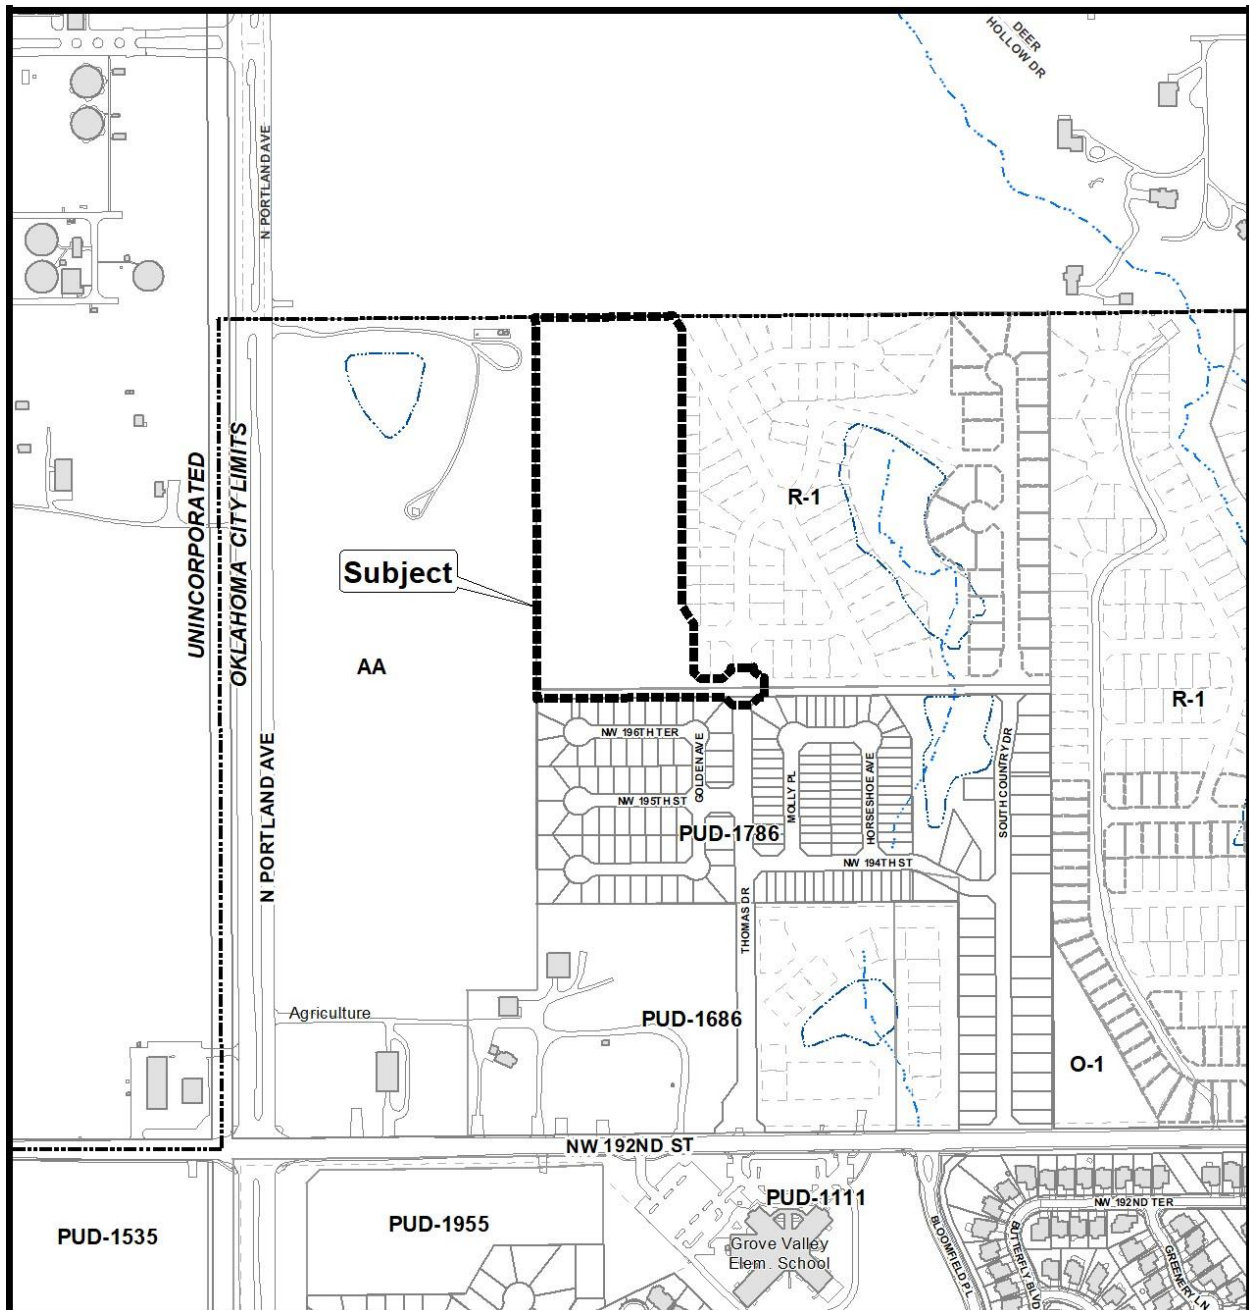 DEER
HOLLOW DR
N PORTLAND AVE
UNINCORPORATED
OKLAHOMA CITY LIMITS
R-1
Subject
AA
R-1
NW 196TH TER
GOLDEN AVE
MOLLY PL
HORSESHOE AVE
SOUTH COUNTRY DR
NW 195TH ST
PUD-1786
N PORTLAND AVE
NW 194TH ST
THOMAS DR
Agriculture
PUD-1686
O-1
NW 192ND ST
PUD-1111
NW 192ND TER
PUD-1535
PUD-1955
Grove Valley
Elem. School
BLOOMFIELD PL
BUTTERFLY BLVD
GREENERY LN